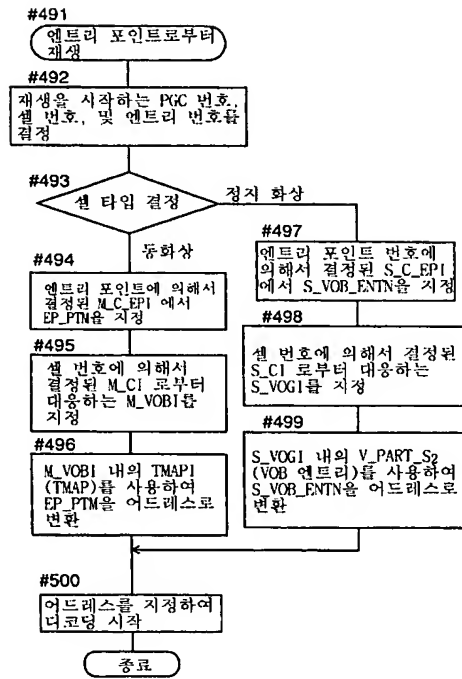 #491
엔트리 포인트로부터
재생
#492
재생을 시작하는 PGC 번호,
셀 번호, 및 엔트리 번호를
결정
#493
셀 타입 결정
정지 화상
동화상
#494
엔트리 포인트에 의해서
결정된 M_C_EPI 에서
EP_PTM을 지정
#495
셀 번호에 의해서
결정된 M_CI 로부터
대응하는 M_VOBI를
지정
#496
M_VOBI 내의 TMAPI
(TMAP)를 사용하여
EP_PTM을 어드레스로
변환
#497
엔트리 포인트 번호에
의해서 결정된 S_C_EPI
에서 S_VOB_ENTN을 지정
#498
셀 번호에 의해서 결정된
S_CI 로부터 대응하는
S_VOGI를 지정
#499
S_VOGI 내의 V_PART_S2
(VOB 엔트리)를 사용하여
S_VOB_ENTN을 어드레스로
변환
#500
어드레스를 지정하여
디코딩 시작
종료